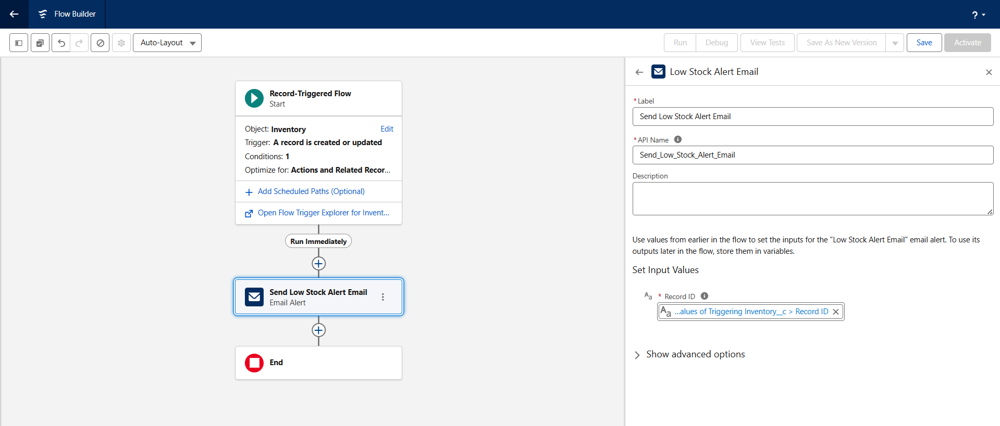 Flow Builder
?
Auto-Layout
Run
Debug
View Tests
Save As New Version
Save
Activate
Record-Triggered Flow
Start
Object: Inventory
Edit
Trigger: A record is created or updated
Conditions: 1
Optimize for: Actions and Related Recor...
Add Scheduled Paths (Optional)
Open Flow Trigger Explorer for Invent...
Run Immediately
Send Low Stock Alert Email
Email Alert
End
Low Stock Alert Email
* Label
Send Low Stock Alert Email
* API Name
Send_Low_Stock_Alert_Email
Description
Use values from earlier in the flow to set the inputs for the "Low Stock Alert Email" email alert. To use its
outputs later in the flow, store them in variables.
Set Input Values
Aa * Record ID
Aa ...alues of Triggering Inventory__c > Record ID
Show advanced options